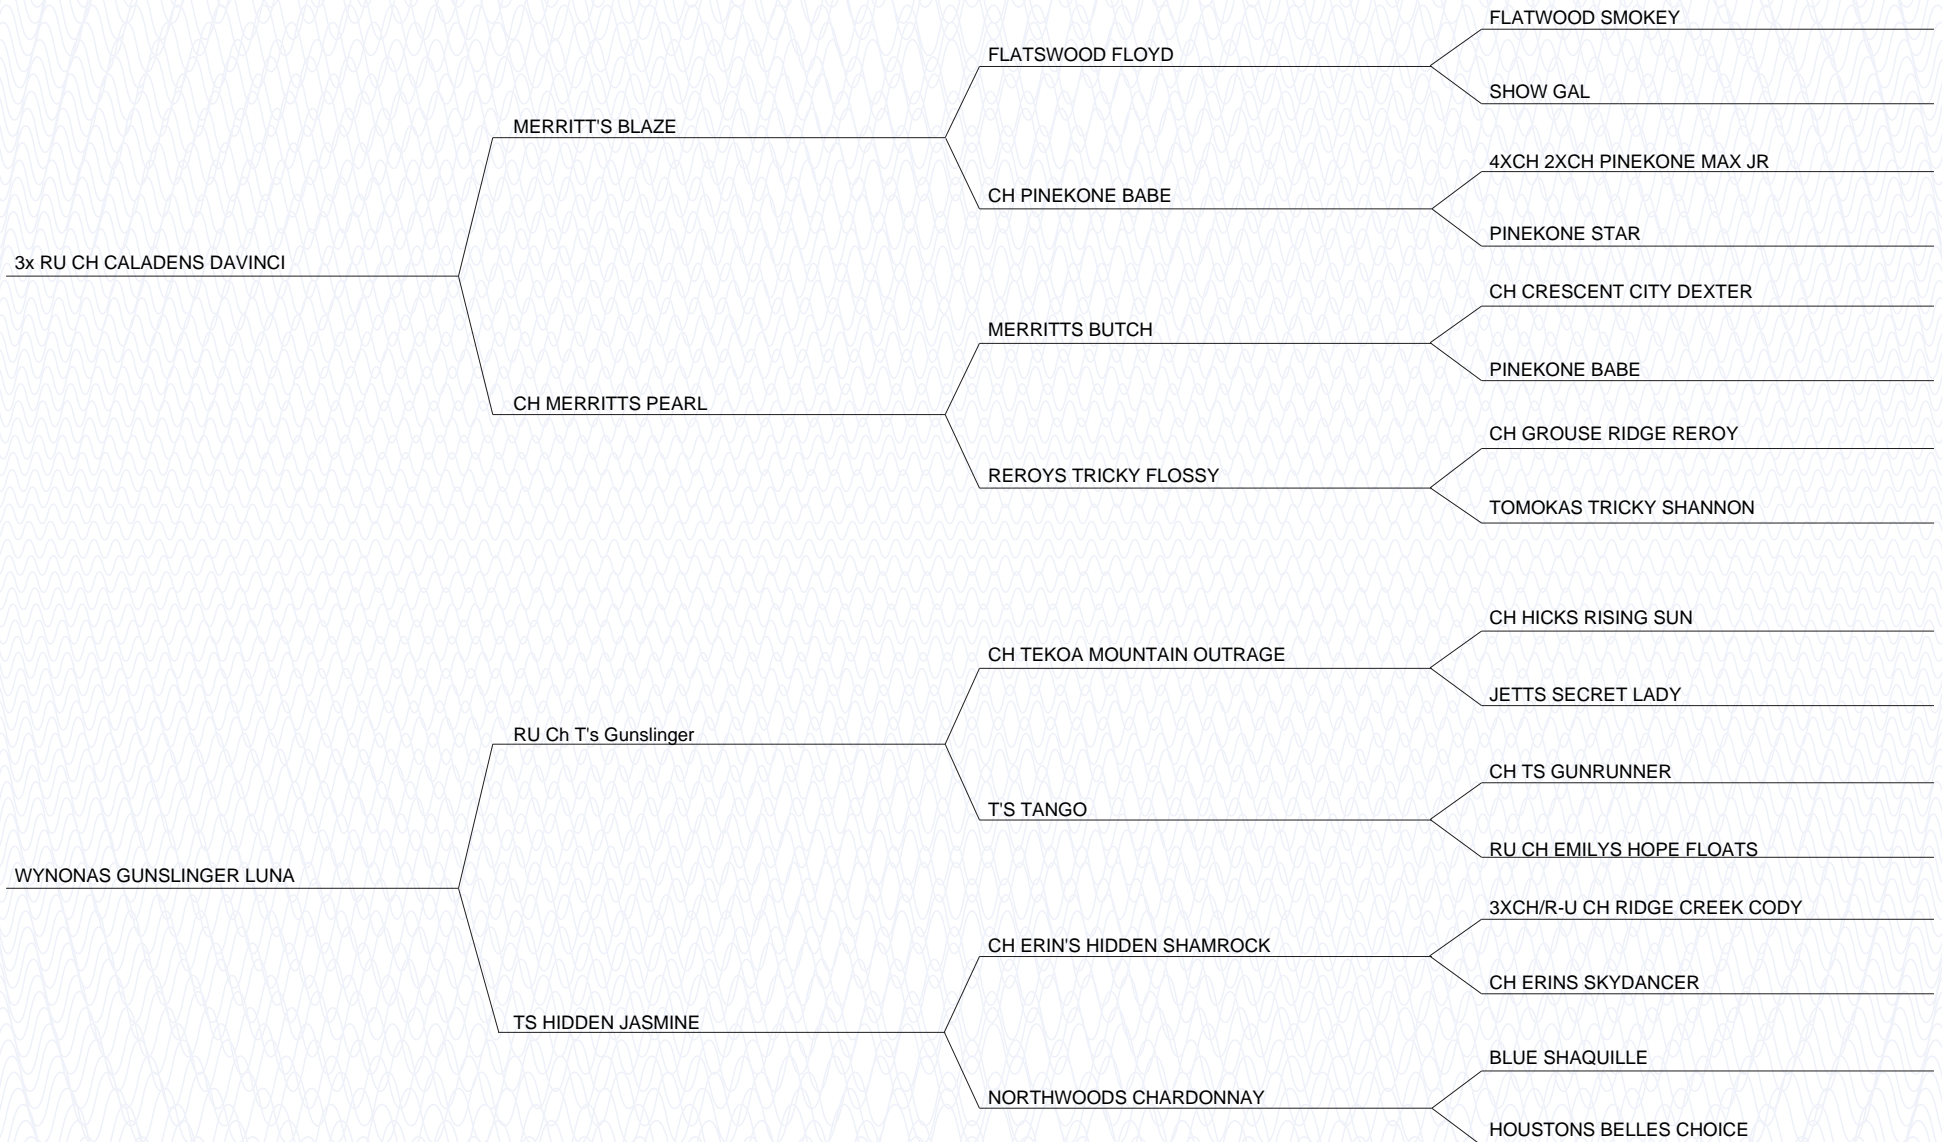 FLATWOOD SMOKEY
FLATSWOOD FLOYD
SHOW GAL
MERRITT'S BLAZE
4XCH 2XCH PINEKONE MAX JR
CH PINEKONE BABE
PINEKONE STAR
3x RU CH CALADENS DAVINCI
CH CRESCENT CITY DEXTER
MERRITTS BUTCH
PINEKONE BABE
CH MERRITTS PEARL
CH GROUSE RIDGE REROY
REROYS TRICKY FLOSSY
TOMOKAS TRICKY SHANNON
CH HICKS RISING SUN
CH TEKOA MOUNTAIN OUTRAGE
JETTS SECRET LADY
RU Ch T's Gunslinger
CH TS GUNRUNNER
T'S TANGO
RU CH EMILYS HOPE FLOATS
WYNONAS GUNSLINGER LUNA
3XCH/R-U CH RIDGE CREEK CODY
CH ERIN'S HIDDEN SHAMROCK
CH ERINS SKYDANCER
TS HIDDEN JASMINE
BLUE SHAQUILLE
NORTHWOODS CHARDONNAY
HOUSTONS BELLES CHOICE